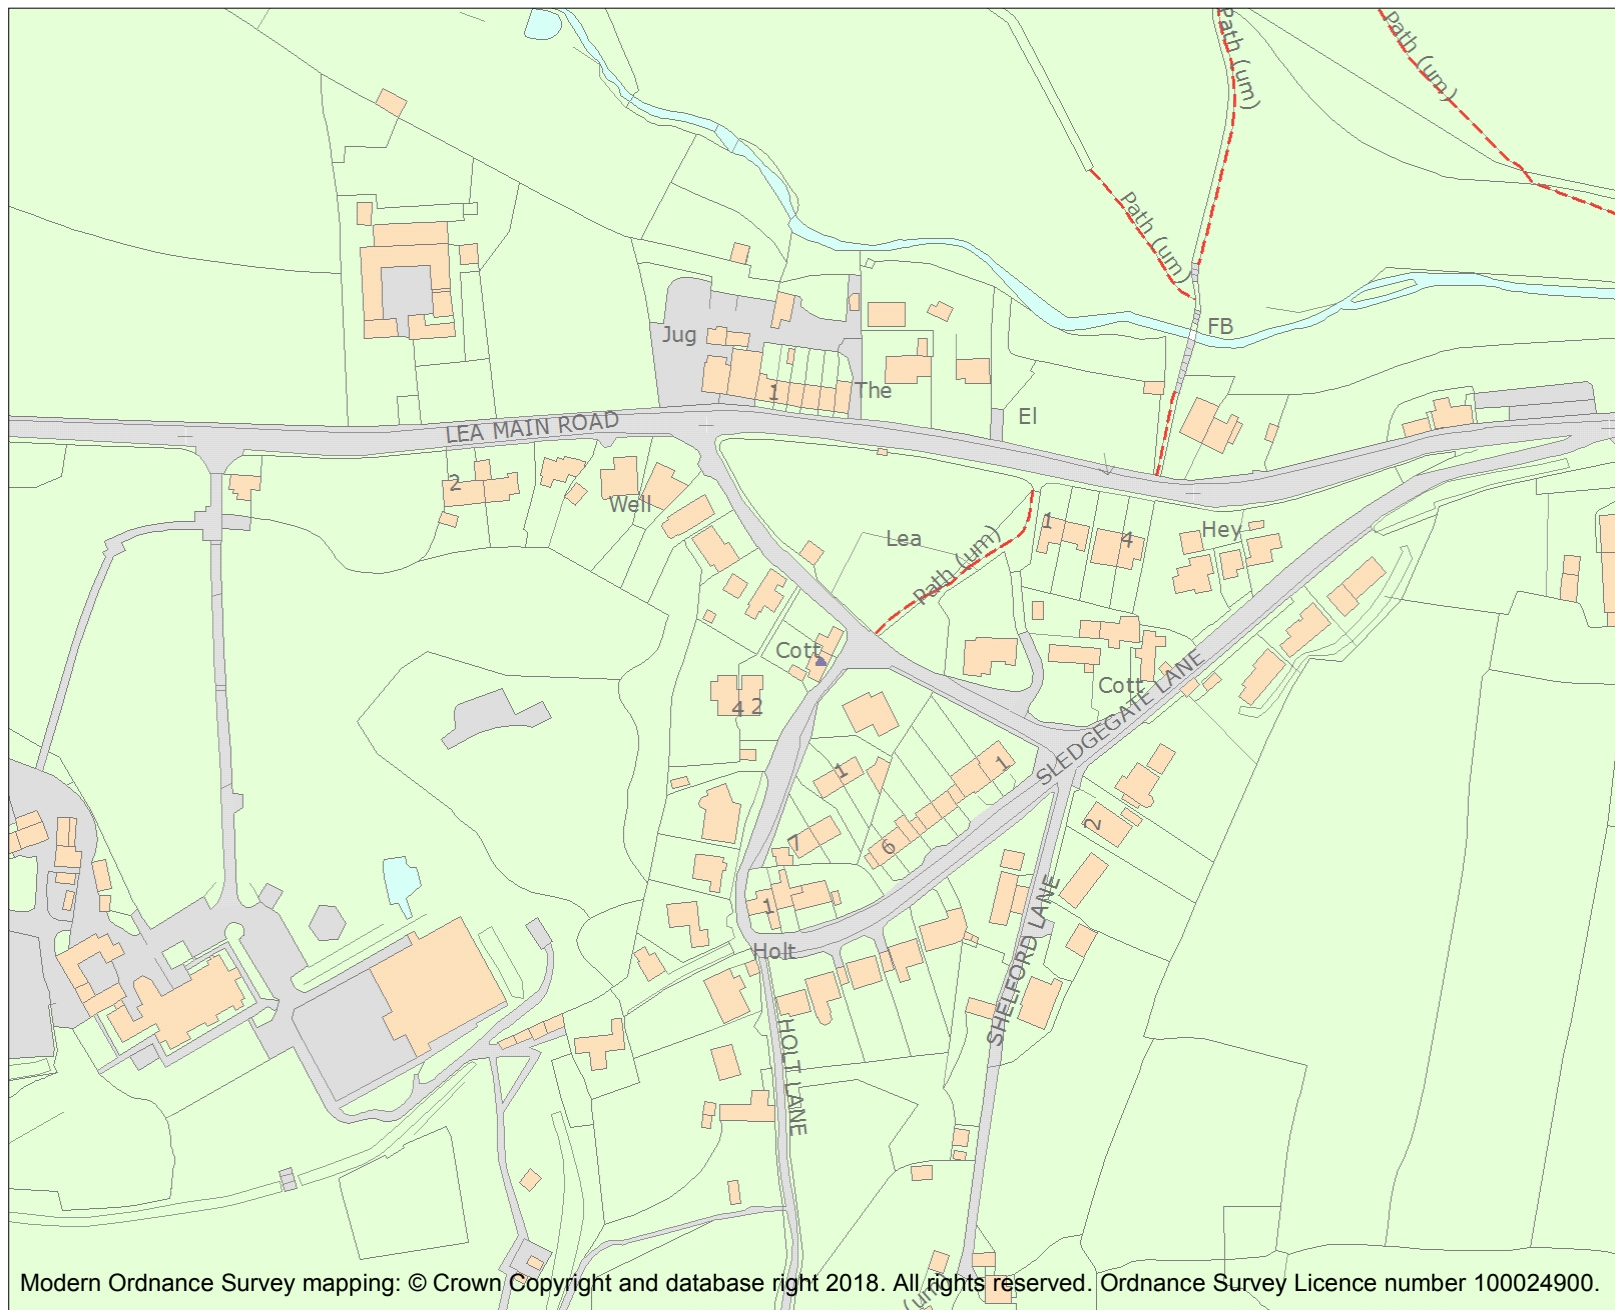 Path (um)
Path (um)
Path (um)
FB
Jug
1
The
El
LEA MAIN ROAD
2
Well
Lea
Path (um)
1
4
Hey
Cott
4 2
Cott
SLEDGEGATE LANE
1
1
7
6
2
1
Holt
SHELFORD LANE
HOLT LANE
(um)
Modern Ordnance Survey mapping: © Crown Copyright and database right 2018. All rights reserved. Ordnance Survey Licence number 100024900.